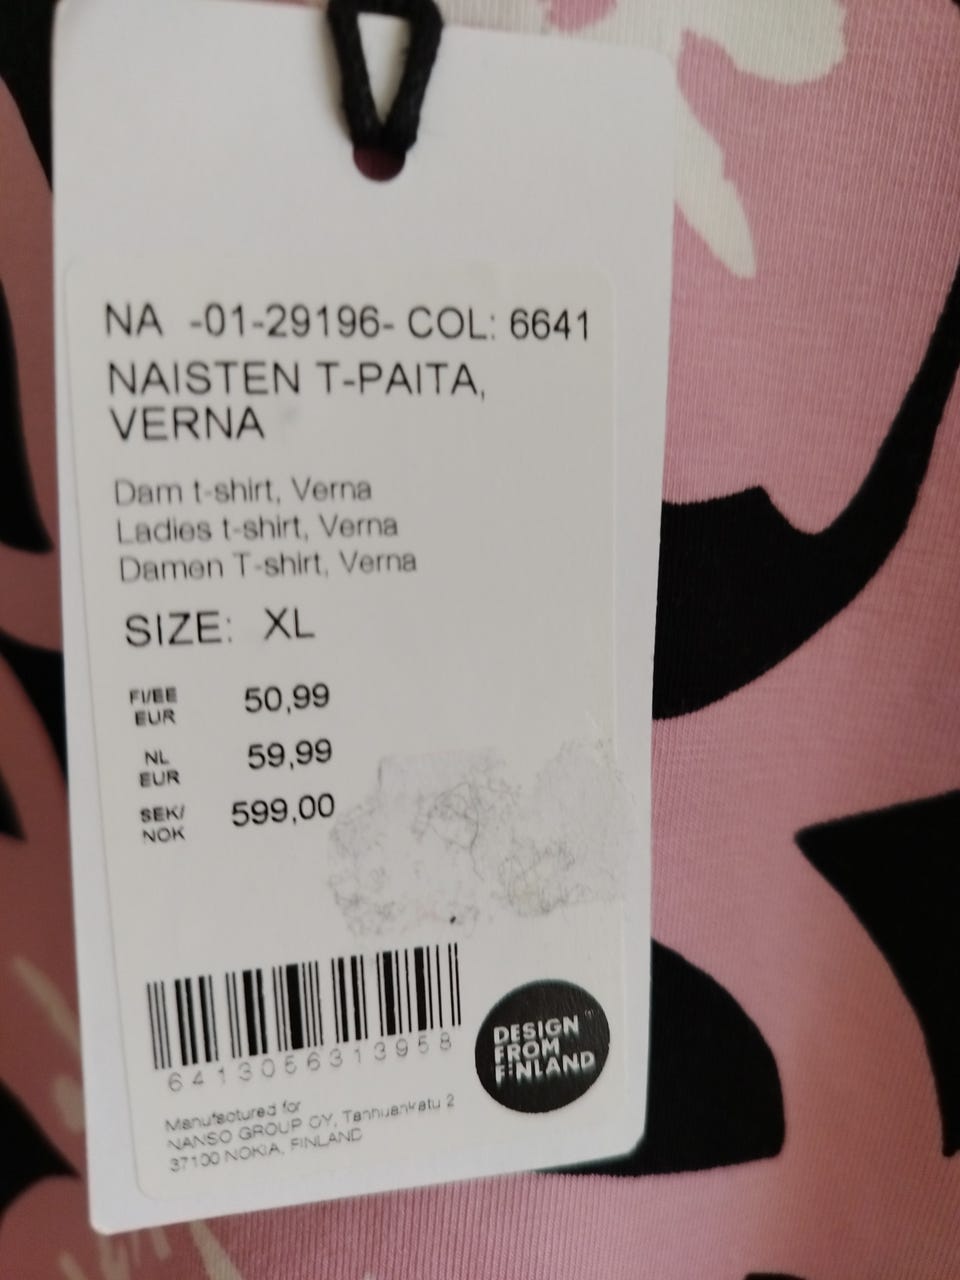 NA -01-29196- COL: 6641
NAISTEN T-PAITA,
VERNA
Dam t-shirt, Verna
Ladies t-shirt, Verna
Damen T-shirt, Verna
SIZE: XL
FI/EE
EUR 50,99
NL
EUR 59,99
SEK/
NOK 599,00
6413056313958
DESIGN
FROM
FINLAND
Manufactured for
NANSO GROUP OY, Tanhuankatu 2
37100 NOKIA, FINLAND